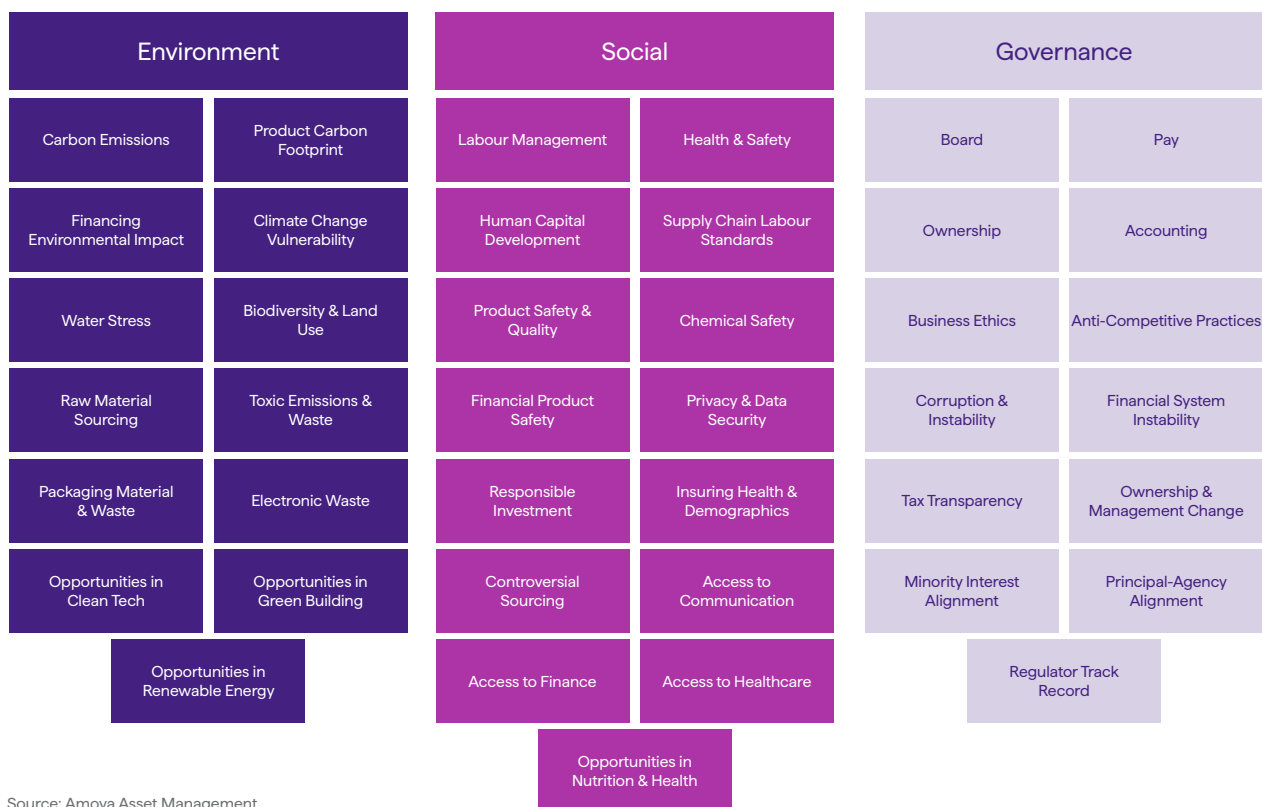 Environment
Carbon Emissions
Product Carbon
Footprint
Financing
Environmental Impact
Climate Change
Vulnerability
Water Stress
Biodiversity & Land
Use
Raw Material
Sourcing
Toxic Emissions &
Waste
Packaging Material
& Waste
Electronic Waste
Opportunities in
Clean Tech
Opportunities in
Green Building
Opportunities in
Renewable Energy
Social
Labour Management
Health & Safety
Human Capital
Development
Supply Chain Labour
Standards
Product Safety &
Quality
Chemical Safety
Financial Product
Safety
Privacy & Data
Security
Responsible
Investment
Insuring Health &
Demographics
Controversial
Sourcing
Access to
Communication
Access to Finance
Access to Healthcare
Opportunities in
Nutrition & Health
Governance
Board
Pay
Ownership
Accounting
Business Ethics
Anti-Competitive Practices
Corruption &
Instability
Financial System
Instability
Tax Transparency
Ownership &
Management Change
Minority Interest
Alignment
Principal-Agency
Alignment
Regulator Track
Record
Source: Amova Asset Management